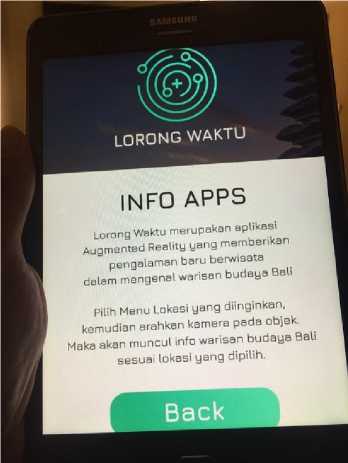 SAMSUNG
LORONG WAKTU
INFO APPS
Lorong Waktu merupakan aplikasi
Augmented Reality yang memberikan
pengalaman baru berwisata
dalam mengenal warisan budaya Bali
Pilih Menu Lokasi yang diinginkan,
kemudian arahkan kamera pada objek.
Maka akan muncul info warisan budaya Bali
sesuai lokasi yang dipilih.
Back